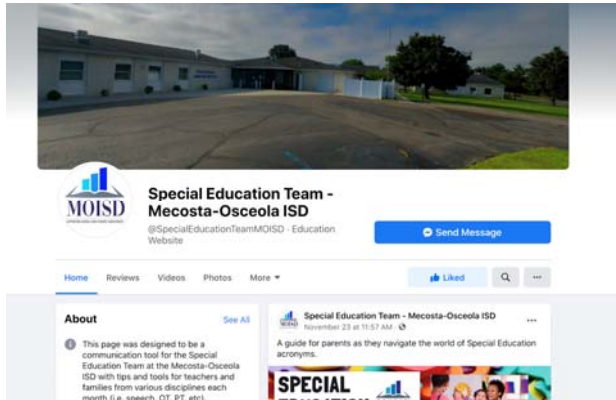 MOISD
Special Education Team -
Mecosta-Osceola ISD
@SpecialEducationTeamMOISD · Education
Website
Send Message
Home Reviews Videos Photos More
Liked
About
See All
This page was designed to be a
communication tool for the Special
Education Team at the Mecosta-Osceola
ISD with tips and tools for teachers and
families from various disciplines each
month (i.e. speech, OT, PT, etc).
Special Education Team - Mecosta-Osceola ISD
November 23 at 11:57 AM ·
A guide for parents as they navigate the world of Special Education
acronyms.
SPECIAL
EDUCATION